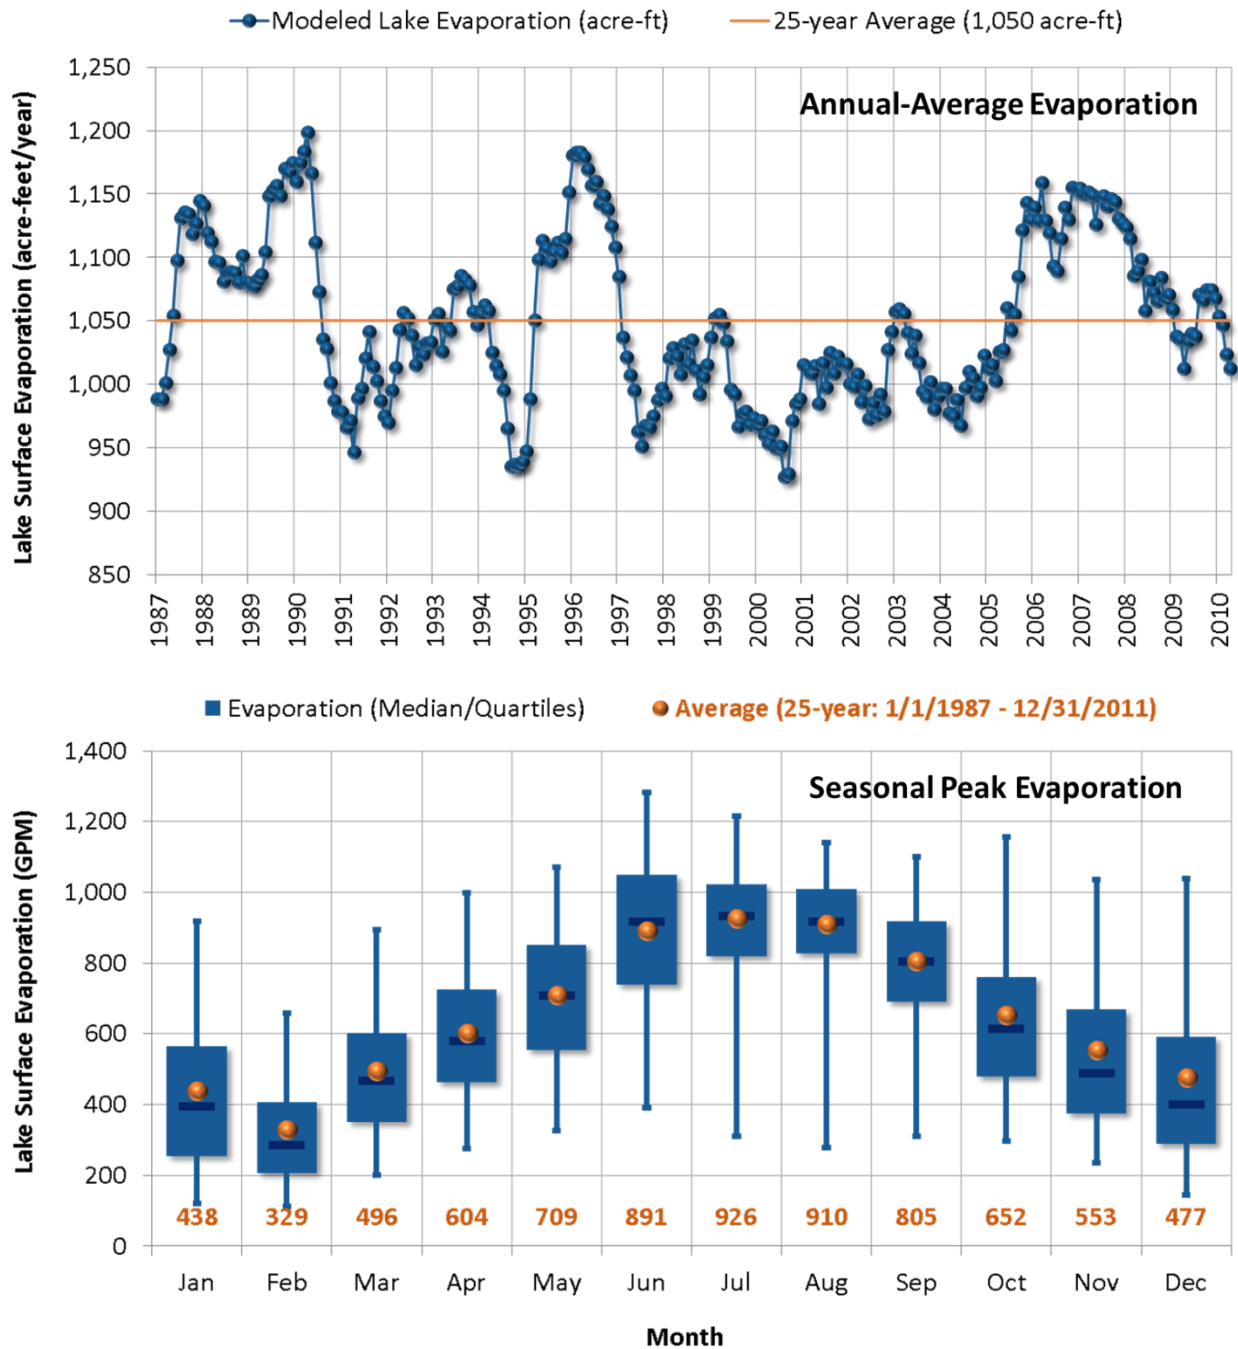 Modeled Lake Evaporation (acre-ft) 25-year Average (1,050 acre-ft)
Annual-Average Evaporation
Lake Surface Evaporation (acre-feet/year)
1,250
1,200
1,150
1,100
1,050
1,000
950
900
850
1987 1988 1989 1990 1991 1992 1993 1994 1995 1996 1997 1998 1999 2000 2001 2002 2003 2004 2005 2006 2007 2008 2009 2010
Evaporation (Median/Quartiles) Average (25-year: 1/1/1987 - 12/31/2011)
Seasonal Peak Evaporation
Lake Surface Evaporation (GPM)
1,400
1,200
1,000
800
600
400
200
0
438 329 496 604 709 891 926 910 805 652 553 477
Jan Feb Mar Apr May Jun Jul Aug Sep Oct Nov Dec
Month